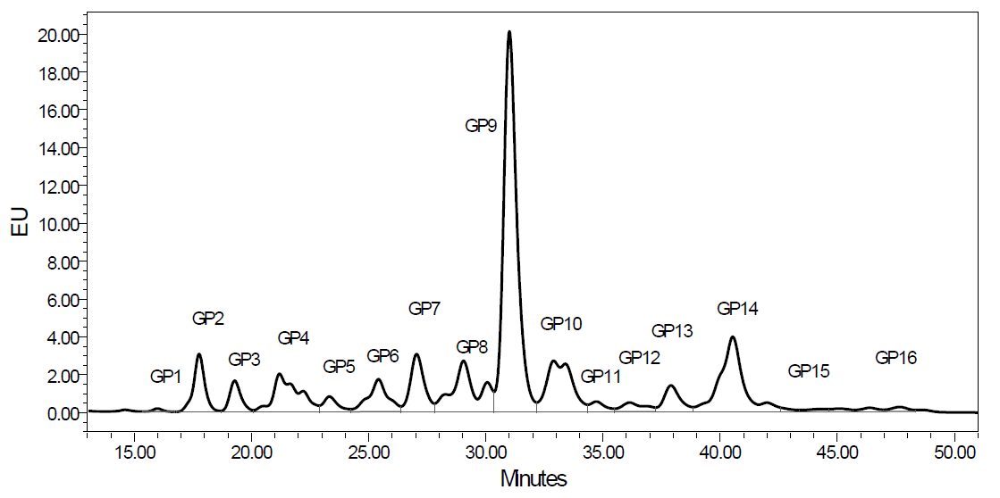 20.00
18.00
16.00
14.00
12.00
10.00
8.00
6.00
4.00
2.00
0.00
EU
GP1
GP2
GP3
GP4
GP5
GP6
GP7
GP8
GP9
GP10
GP11
GP12
GP13
GP14
GP15
GP16
15.00 20.00 25.00 30.00 35.00 40.00 45.00 50.00
Minutes